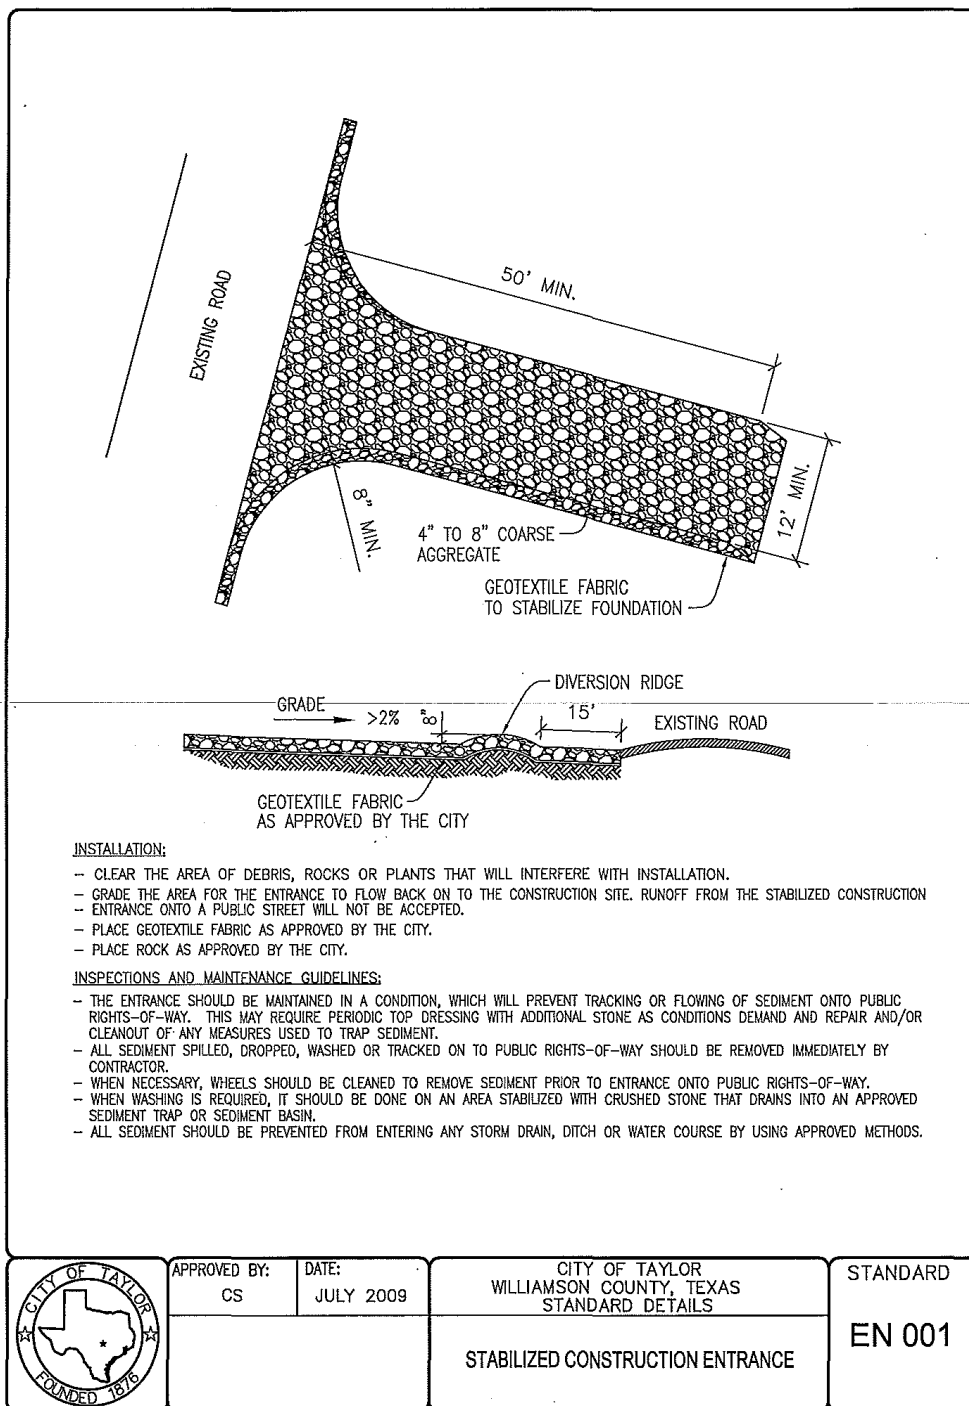 50' MIN.
EXISTING ROAD
8" MIN.
12' MIN.
4" TO 8" COARSE
AGGREGATE
GEOTEXTILE FABRIC
TO STABILIZE FOUNDATION
DIVERSION RIDGE
GRADE
>2%
8"
15'
EXISTING ROAD
GEOTEXTILE FABRIC
AS APPROVED BY THE CITY
INSTALLATION:
- CLEAR THE AREA OF DEBRIS, ROCKS OR PLANTS THAT WILL INTERFERE WITH INSTALLATION.
- GRADE THE AREA FOR THE ENTRANCE TO FLOW BACK ON TO THE CONSTRUCTION SITE. RUNOFF FROM THE STABILIZED CONSTRUCTION
- ENTRANCE ONTO A PUBLIC STREET WILL NOT BE ACCEPTED.
- PLACE GEOTEXTILE FABRIC AS APPROVED BY THE CITY.
- PLACE ROCK AS APPROVED BY THE CITY.
INSPECTIONS AND MAINTENANCE GUIDELINES:
- THE ENTRANCE SHOULD BE MAINTAINED IN A CONDITION, WHICH WILL PREVENT TRACKING OR FLOWING OF SEDIMENT ONTO PUBLIC
RIGHTS-OF-WAY. THIS MAY REQUIRE PERIODIC TOP DRESSING WITH ADDITIONAL STONE AS CONDITIONS DEMAND AND REPAIR AND/OR
CLEANOUT OF ANY MEASURES USED TO TRAP SEDIMENT.
- ALL SEDIMENT SPILLED, DROPPED, WASHED OR TRACKED ON TO PUBLIC RIGHTS-OF-WAY SHOULD BE REMOVED IMMEDIATELY BY
CONTRACTOR.
- WHEN NECESSARY, WHEELS SHOULD BE CLEANED TO REMOVE SEDIMENT PRIOR TO ENTRANCE ONTO PUBLIC RIGHTS-OF-WAY.
- WHEN WASHING IS REQUIRED, IT SHOULD BE DONE ON AN AREA STABILIZED WITH CRUSHED STONE THAT DRAINS INTO AN APPROVED
SEDIMENT TRAP OR SEDIMENT BASIN.
- ALL SEDIMENT SHOULD BE PREVENTED FROM ENTERING ANY STORM DRAIN, DITCH OR WATER COURSE BY USING APPROVED METHODS.
CITY OF TAYLOR
FOUNDED 1876
APPROVED BY:
CS
DATE:
JULY 2009
CITY OF TAYLOR
WILLIAMSON COUNTY, TEXAS
STANDARD DETAILS
STABILIZED CONSTRUCTION ENTRANCE
STANDARD
EN 001